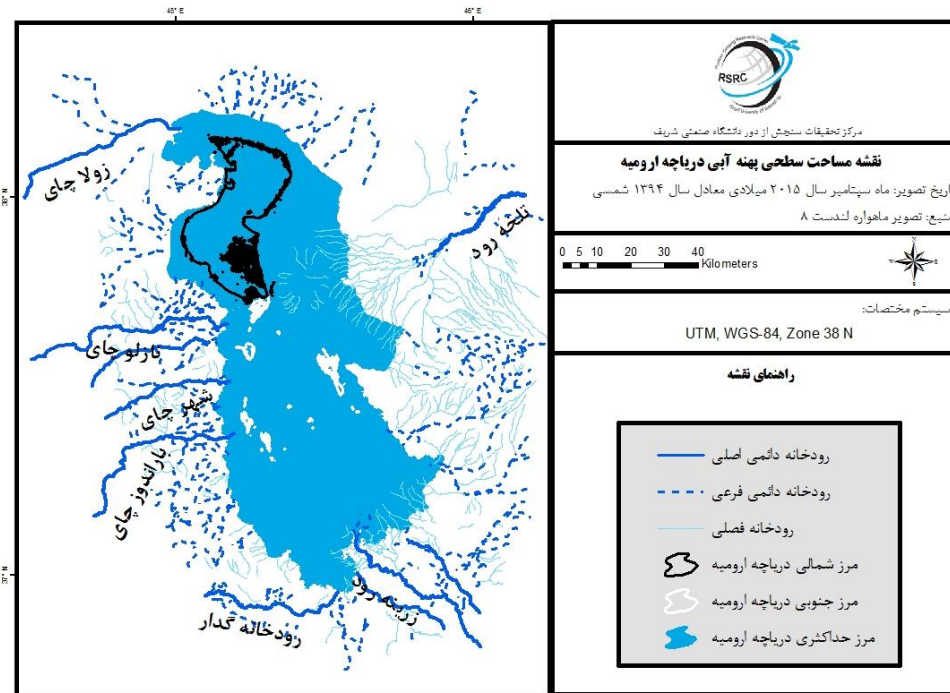 45° E
46° E
38° N
37° N
زولا چای
تلخه رود
نازلو چای
شهر چای
باراندوز چای
زرینه رود
رودخانه گدار
RSRC
مرکز تحقیقات سنجش از دور دانشگاه صنعتی شریف
نقشه مساحت سطحی پهنه آبی دریاچه ارومیه
اریخ تصویر: ماه سپتامبر سال ۲۰۱۵ میلادی معادل سال ۱۳۹۴ شمسی
منبع: تصویر ماهواره لندست ۸
0 5 10 20 30 40
Kilometers
سیستم مختصات:
UTM, WGS-84, Zone 38 N
راهنمای نقشه
رودخانه دائمی اصلی
رودخانه دائمی فرعی
رودخانه فصلی
مرز شمالی دریاچه ارومیه
مرز جنوبی دریاچه ارومیه
مرز حداکثری دریاچه ارومیه